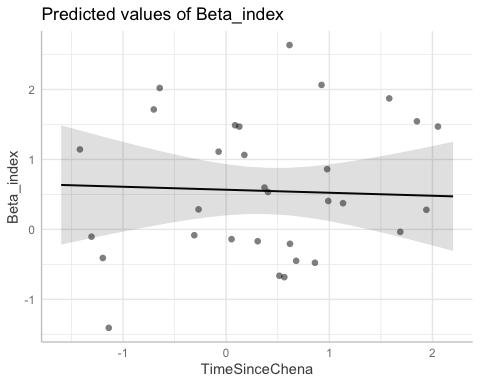 Predicted values of Beta_index
2
1
0
-1
Beta_index
-1
0
1
2
TimeSinceChena